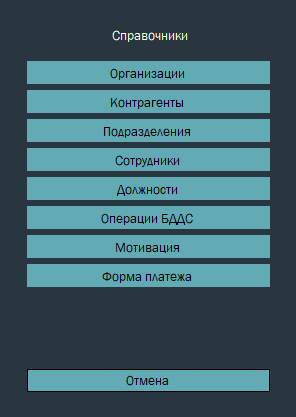 Справочники
Организации
Контрагенты
Подразделения
Сотрудники
Должности
Операции БДДС
Мотивация
Форма платежа
Отмена